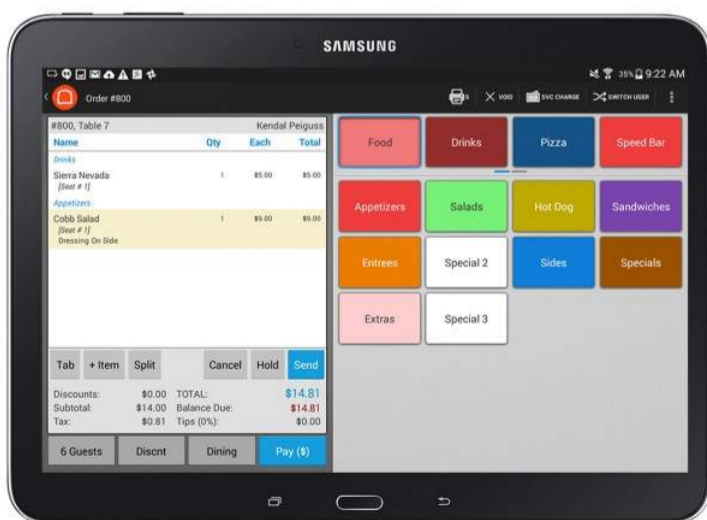 SAMSUNG
35% 9:22 AM
Order #800
VOID
SVC CHARGE
SWITCH USER
#800, Table 7 Kendal Peiguss
Name Qty Each Total
Drinks
Sierra Nevada 1 $5.00 $5.00
[Seat # 1]
Appetizers
Cobb Salad 1 $9.00 $9.00
[Seat # 1]
Dressing On Side
Tab + Item Split Cancel Hold Send
Discounts: $0.00 TOTAL: $14.81
Subtotal: $14.00 Balance Due: $14.81
Tax: $0.81 Tips (0%): $0.00
6 Guests Discnt Dining Pay ($)
Food Drinks Pizza Speed Bar
Appetizers Salads Hot Dog Sandwiches
Entrees Special 2 Sides Specials
Extras Special 3